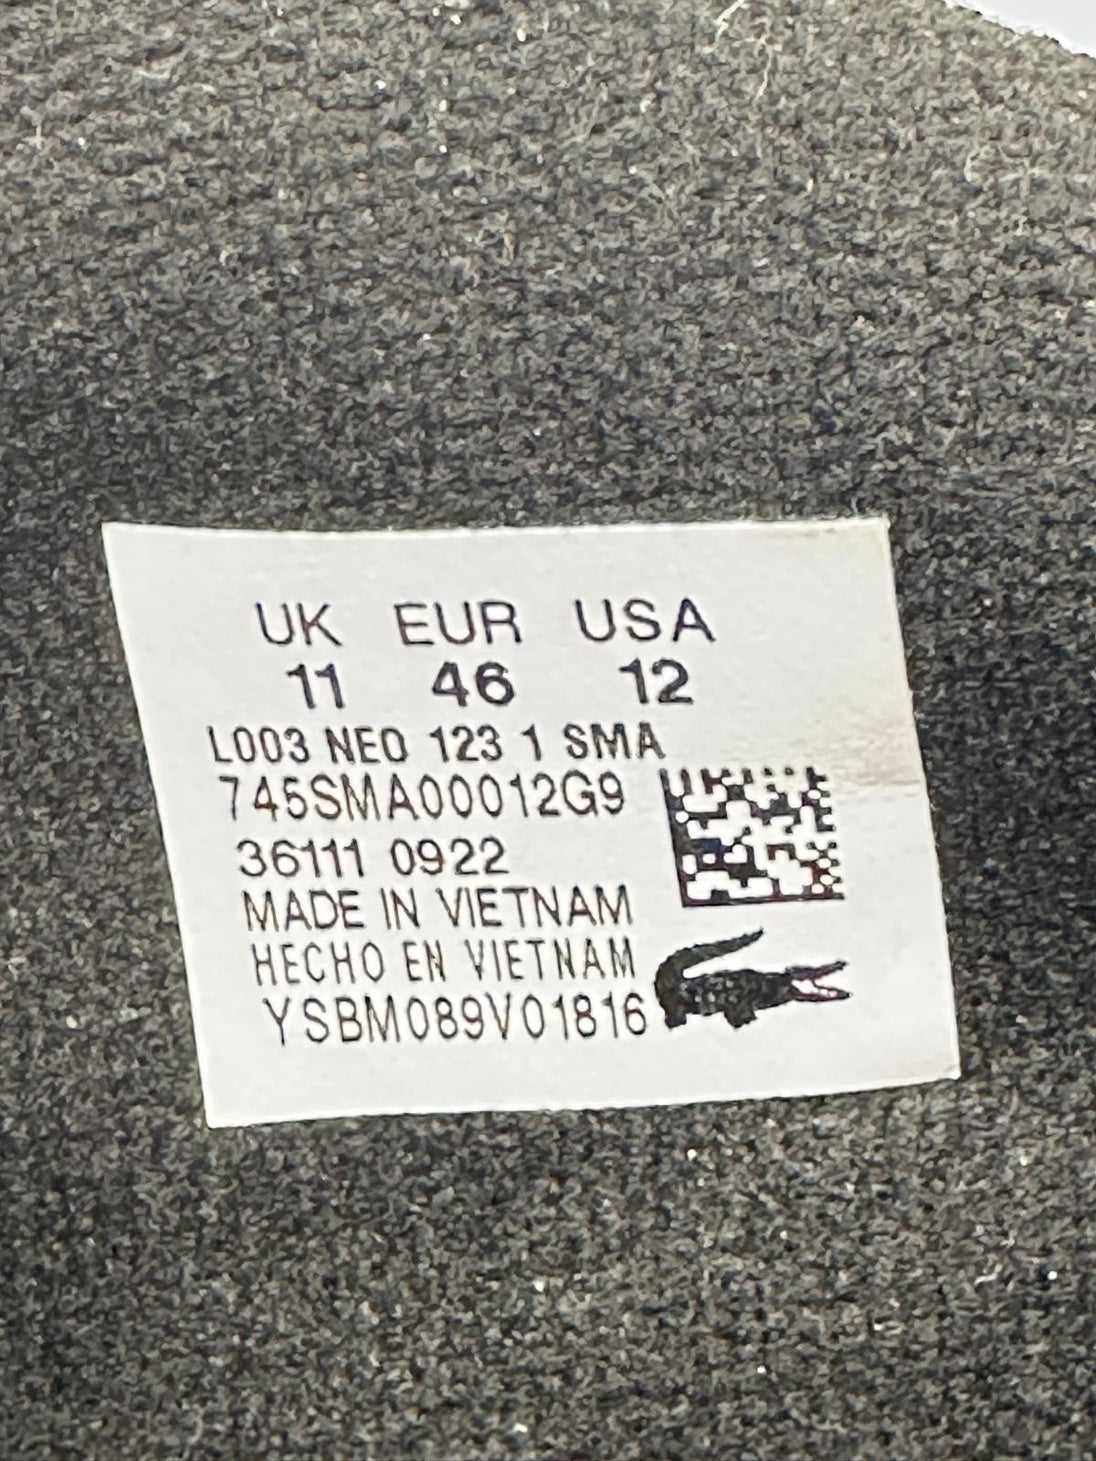 UK EUR USA
11 46 12
L003 NEO 123 1 SMA
745SMA00012G9
36111 0922
MADE IN VIETNAM
HECHO EN VIETNAM
YSBM089V01816